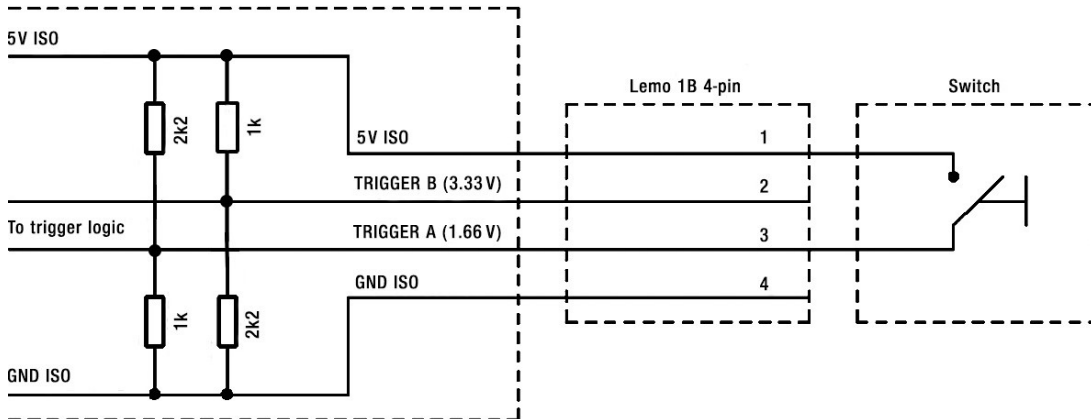 5V ISO
Lemo 1B 4-pin
Switch
2k2
1k
5V ISO
1
TRIGGER B (3.33 V)
2
To trigger logic
TRIGGER A (1.66 V)
3
GND ISO
4
1k
2k2
GND ISO